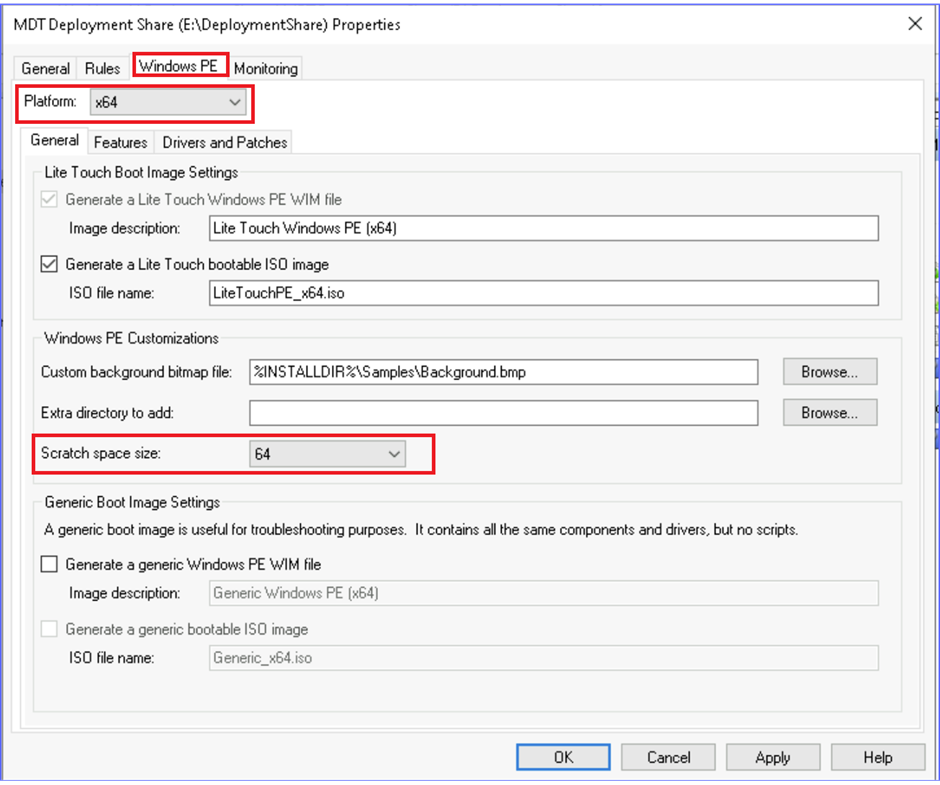 MDT Deployment Share (E:\DeploymentShare) Properties
General Rules Windows PE Monitoring
Platform: x64
General Features Drivers and Patches
Lite Touch Boot Image Settings
Generate a Lite Touch Windows PE WIM file
Image description: Lite Touch Windows PE (x64)
Generate a Lite Touch bootable ISO image
ISO file name: LiteTouchPE_x64.iso
Windows PE Customizations
Custom background bitmap file: %INSTALLDIR%\Samples\Background.bmp Browse...
Extra directory to add: Browse...
Scratch space size: 64
Generic Boot Image Settings
A generic boot image is useful for troubleshooting purposes. It contains all the same components and drivers, but no scripts.
Generate a generic Windows PE WIM file
Image description: Generic Windows PE (x64)
Generate a generic bootable ISO image
ISO file name: Generic_x64.iso
OK Cancel Apply Help